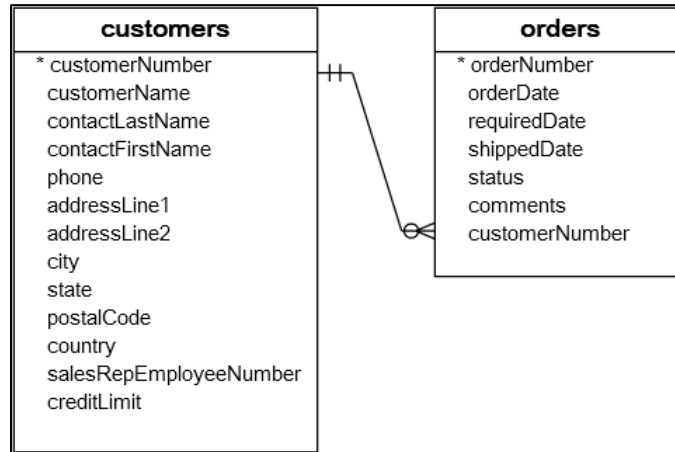 customers
* customerNumber
customerName
contactLastName
contactFirstName
phone
addressLine1
addressLine2
city
state
postalCode
country
salesRepEmployeeNumber
creditLimit
orders
* orderNumber
orderDate
requiredDate
shippedDate
status
comments
customerNumber